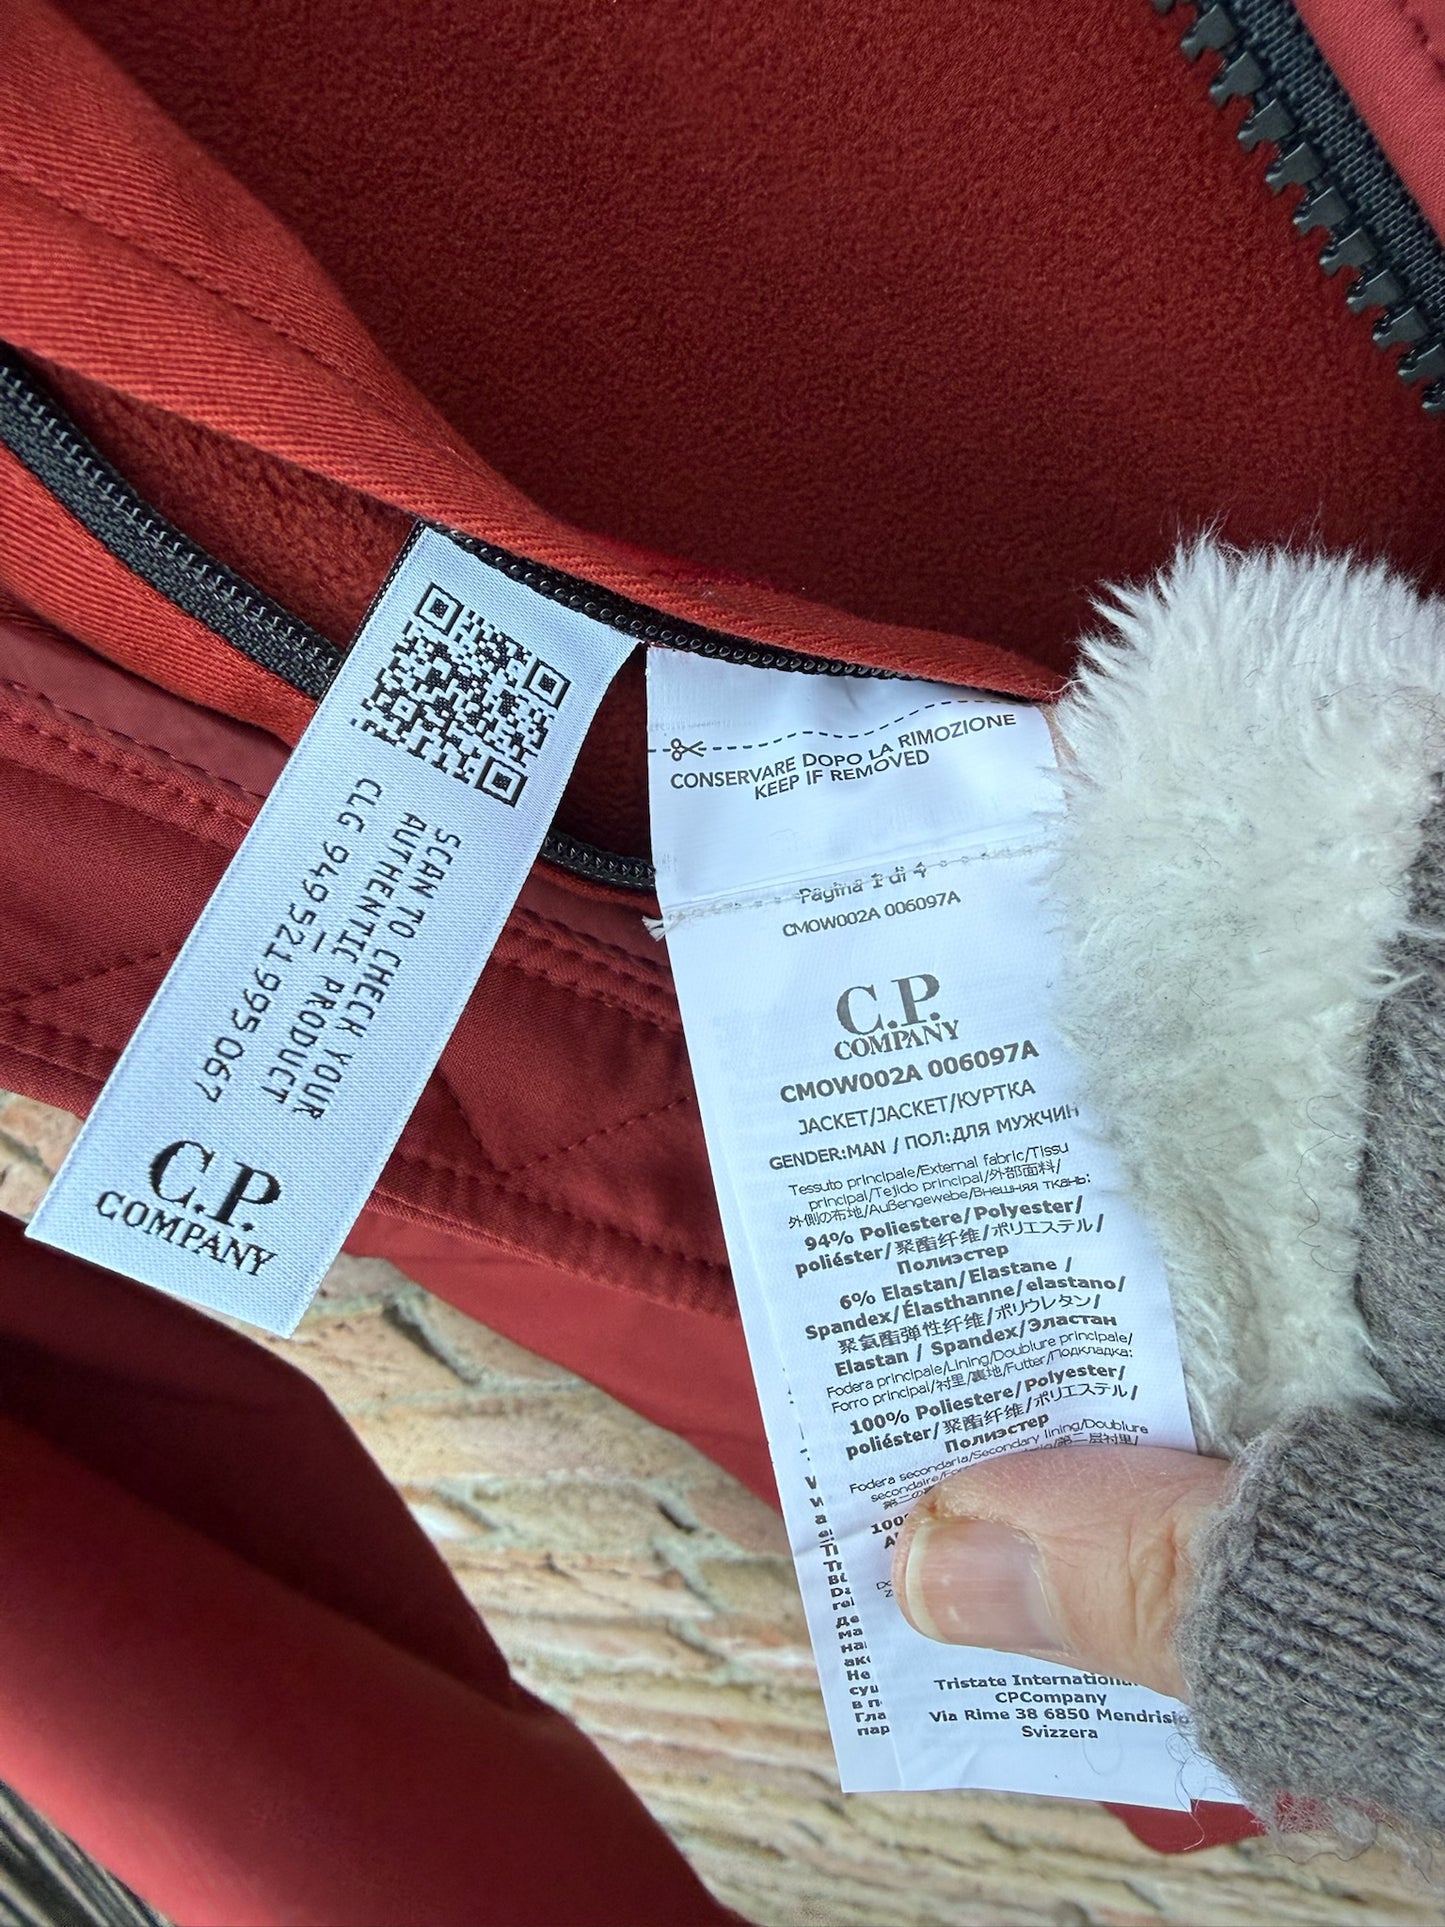 SCAN TO CHECK YOUR
AUTHENTIC PRODUCT
CLG 949521995067
C.P.
COMPANY
CONSERVARE DOPO LA RIMOZIONE
KEEP IF REMOVED
Pagina 1 di 4
CMOW002A 006097A
C.P.
COMPANY
CMOW002A 006097A
JACKET/JACKET/КУРТКА
GENDER:MAN / ПОЛ:ДЛЯ МУЖЧИН
Tessuto principale/External fabric/Tissu
principal/Tejido principal/外部面料/
外側の布地/Außengewebe/Внешняя ткань:
94% Poliestere/Polyester/
poliéster/聚酯纤维/ポリエステル/
Полиэстер
6% Elastan/Elastane /
Spandex/Élasthanne/elastano/
聚氨酯弹性纤维/ポリウレタン/
Elastan / Spandex/Эластан
Fodera principale/Lining/Doublure principale/
Forro principal/衬里/裏地/Futter/Подкладка:
100% Poliestere/Polyester/
poliéster/聚酯纤维/ポリエステル/
Полиэстер
Fodera secondaria/Secondary lining/Doublure
secondaire/
Tristate International
CPCompany
Via Rime 38 6850 Mendrisio
Svizzera